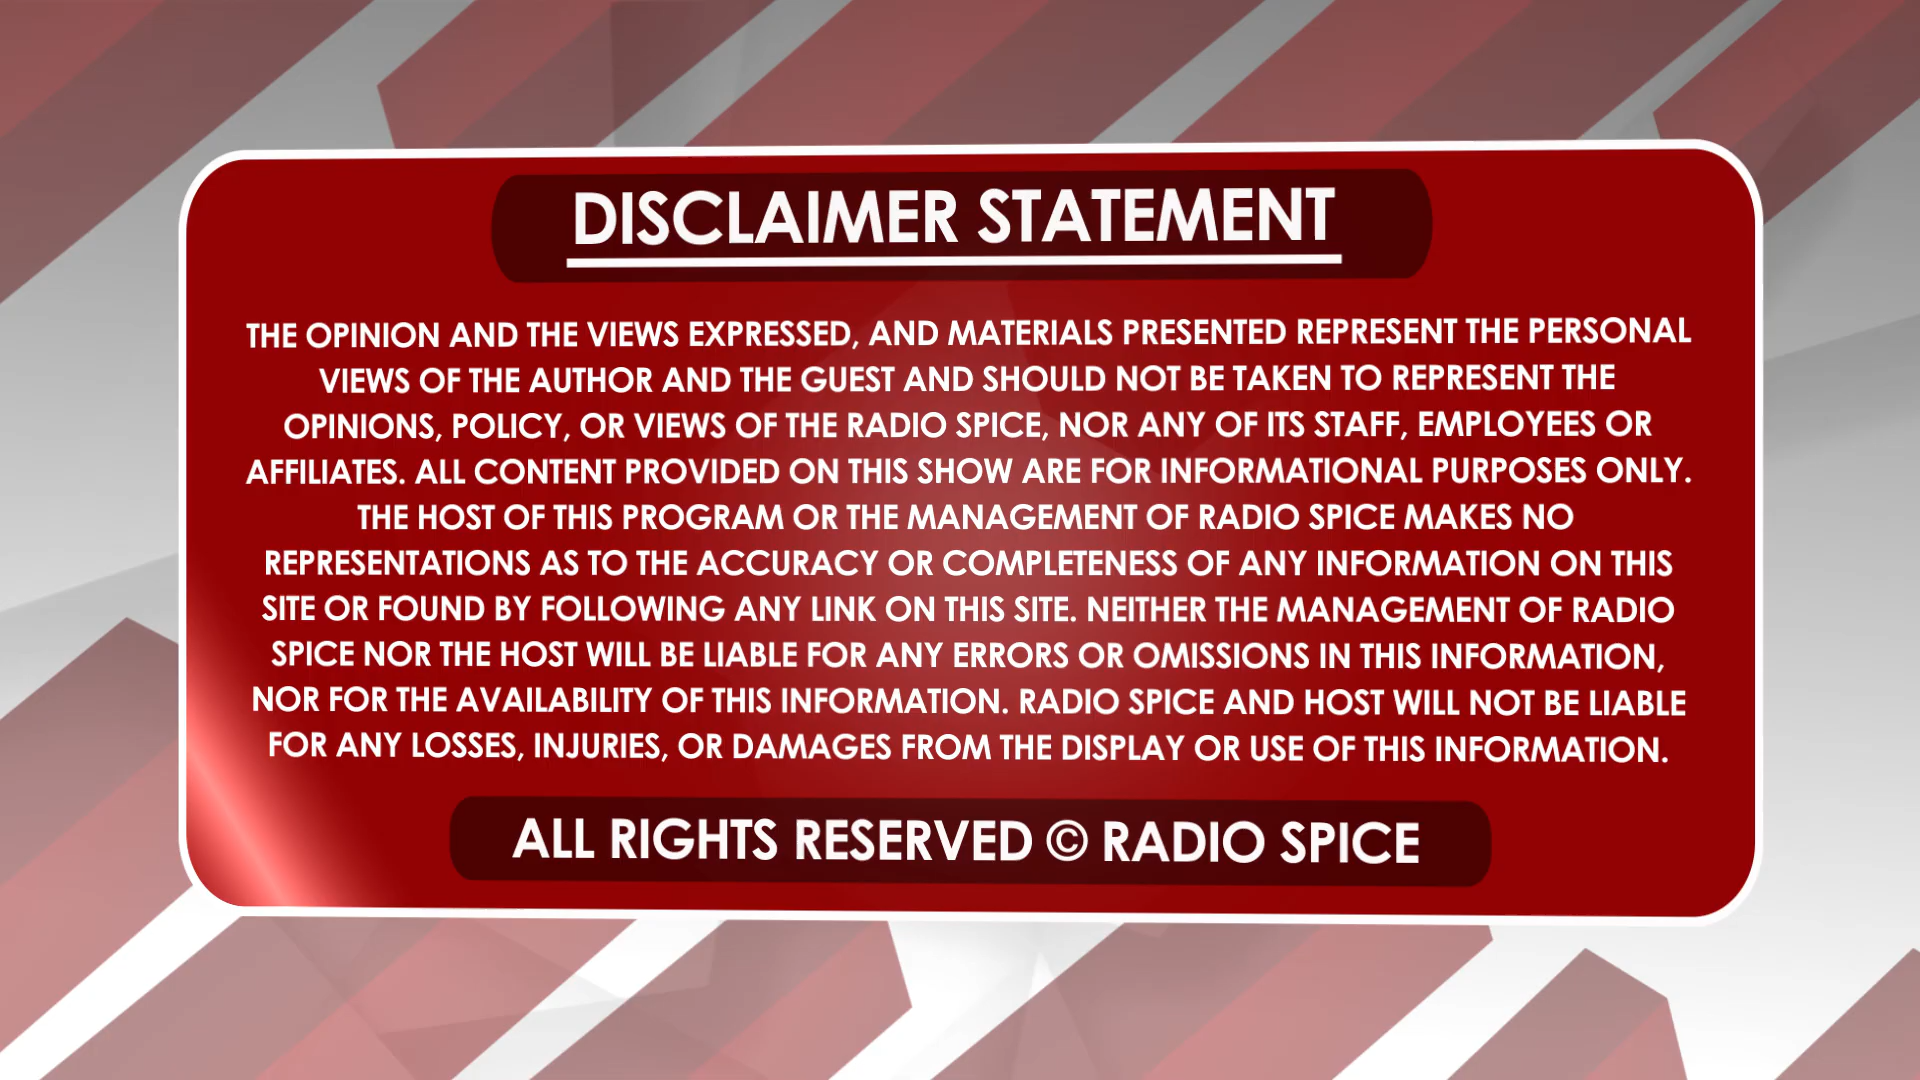 DISCLAIMER STATEMENT
THE OPINION AND THE VIEWS EXPRESSED, AND MATERIALS PRESENTED REPRESENT THE PERSONAL
VIEWS OF THE AUTHOR AND THE GUEST AND SHOULD NOT BE TAKEN TO REPRESENT THE
OPINIONS, POLICY, OR VIEWS OF THE RADIO SPICE, NOR ANY OF ITS STAFF, EMPLOYEES OR
AFFILIATES. ALL CONTENT PROVIDED ON THIS SHOW ARE FOR INFORMATIONAL PURPOSES ONLY.
THE HOST OF THIS PROGRAM OR THE MANAGEMENT OF RADIO SPICE MAKES NO
REPRESENTATIONS AS TO THE ACCURACY OR COMPLETENESS OF ANY INFORMATION ON THIS
SITE OR FOUND BY FOLLOWING ANY LINK ON THIS SITE. NEITHER THE MANAGEMENT OF RADIO
SPICE NOR THE HOST WILL BE LIABLE FOR ANY ERRORS OR OMISSIONS IN THIS INFORMATION,
NOR FOR THE AVAILABILITY OF THIS INFORMATION. RADIO SPICE AND HOST WILL NOT BE LIABLE
FOR ANY LOSSES, INJURIES, OR DAMAGES FROM THE DISPLAY OR USE OF THIS INFORMATION.
ALL RIGHTS RESERVED © RADIO SPICE